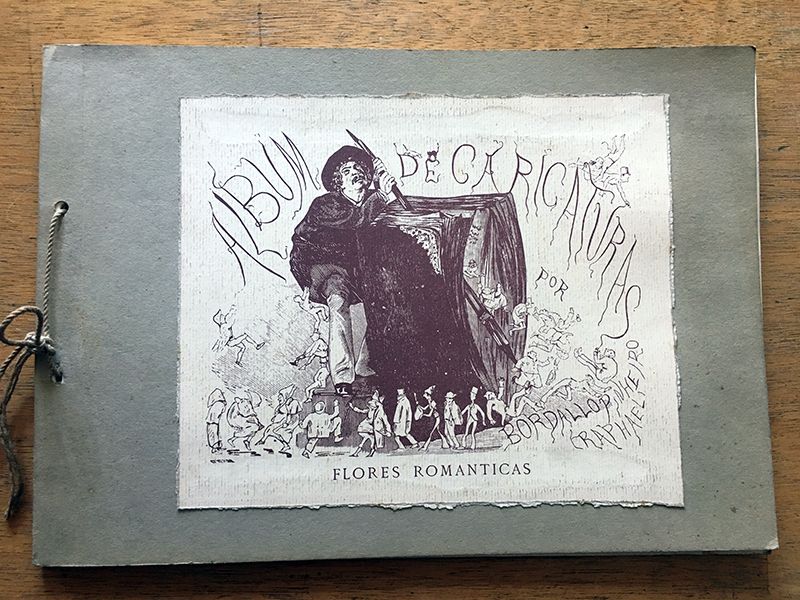 ALBUM DE CARICATURAS
POR
BORDALLO PINHEIRO
(RAPHAEL)
FLORES ROMANTICAS